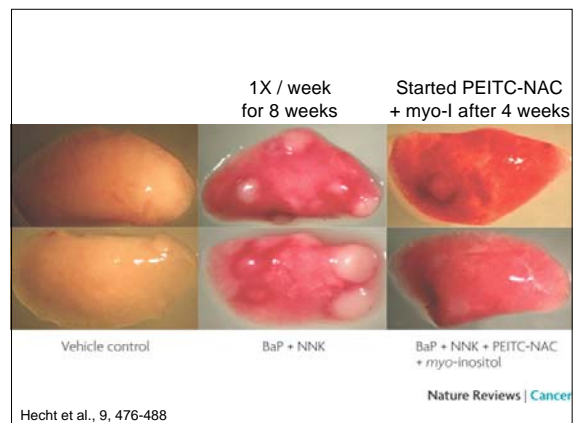 1X / week
for 8 weeks
Started PEITC-NAC
+ myo-I after 4 weeks
Vehicle control
BaP + NNK
BaP + NNK + PEITC-NAC
+ myo-inositol
Nature Reviews | Cancer
Hecht et al., 9, 476-488